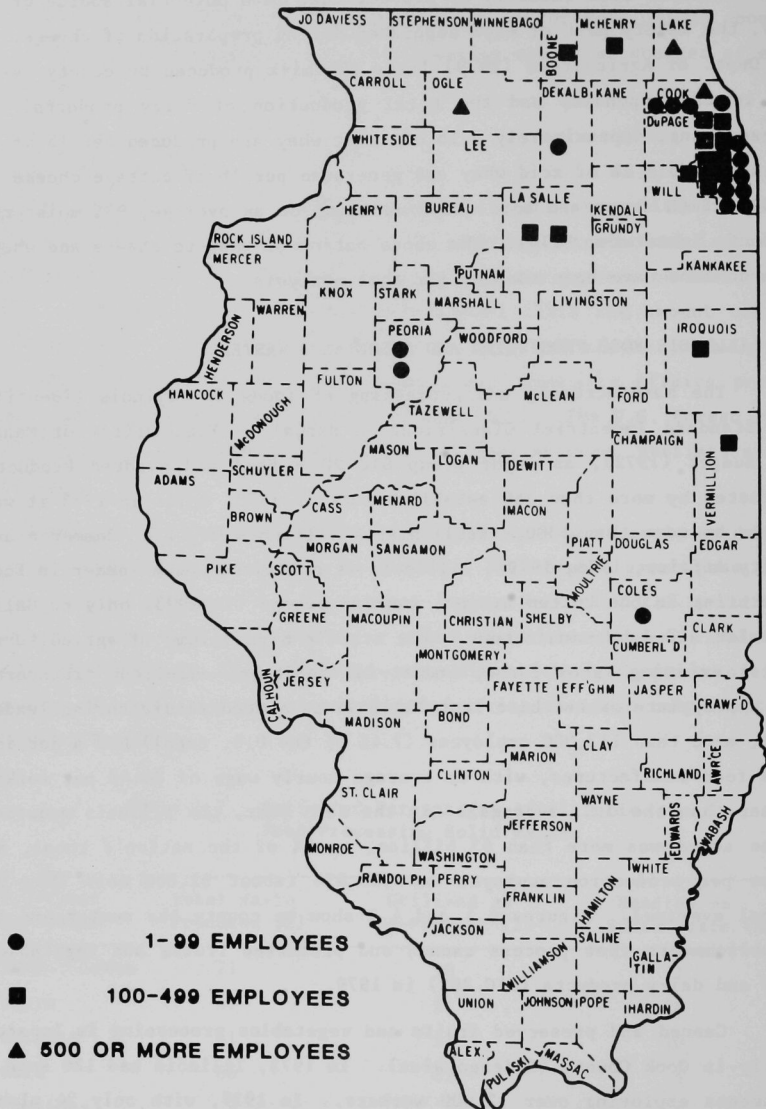 JO DAVIESS STEPHENSON WINNEBAGO BOONE McHENRY LAKE
CARROLL OGLE DEKALB KANE COOK
DuPAGE
WHITESIDE LEE
WILL
HENRY BUREAU LA SALLE KENDALL
GRUNDY
ROCK ISLAND
MERCER PUTNAM KANKAKEE
KNOX STARK MARSHALL LIVINGSTON
HENDERSON WARREN PEORIA WOODFORD IROQUOIS
HANCOCK McDONOUGH FULTON TAZEWELL McLEAN FORD
MASON LOGAN DEWITT CHAMPAIGN VERMILLION
ADAMS SCHUYLER
BROWN CASS MENARD MACON PIATT DOUGLAS EDGAR
PIKE SCOTT MORGAN SANGAMON MOULTRIE COLES
GREENE MACOUPIN CHRISTIAN SHELBY CLARK
MONTGOMERY CUMBERL'D
CALHOUN JERSEY FAYETTE EFF'GHM JASPER CRAW'D
MADISON BOND
CLINTON MARION CLAY RICHLAND LAWR'CE
ST. CLAIR WAYNE EDWARDS WABASH
MONROE WASHINGTON JEFFERSON
RANDOLPH PERRY HAMILTON WHITE
FRANKLIN
JACKSON WILLIAMSON SALINE GALLA-
TIN
UNION JOHNSON POPE HARDIN
ALEX. PULASKI MASSAC
1-99 EMPLOYEES
100-499 EMPLOYEES
500 OR MORE EMPLOYEES